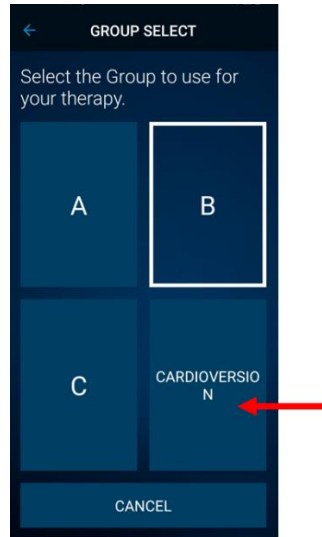 GROUP SELECT
Select the Group to use for
your therapy.
A
B
C
CARDIOVERSIO
N
CANCEL